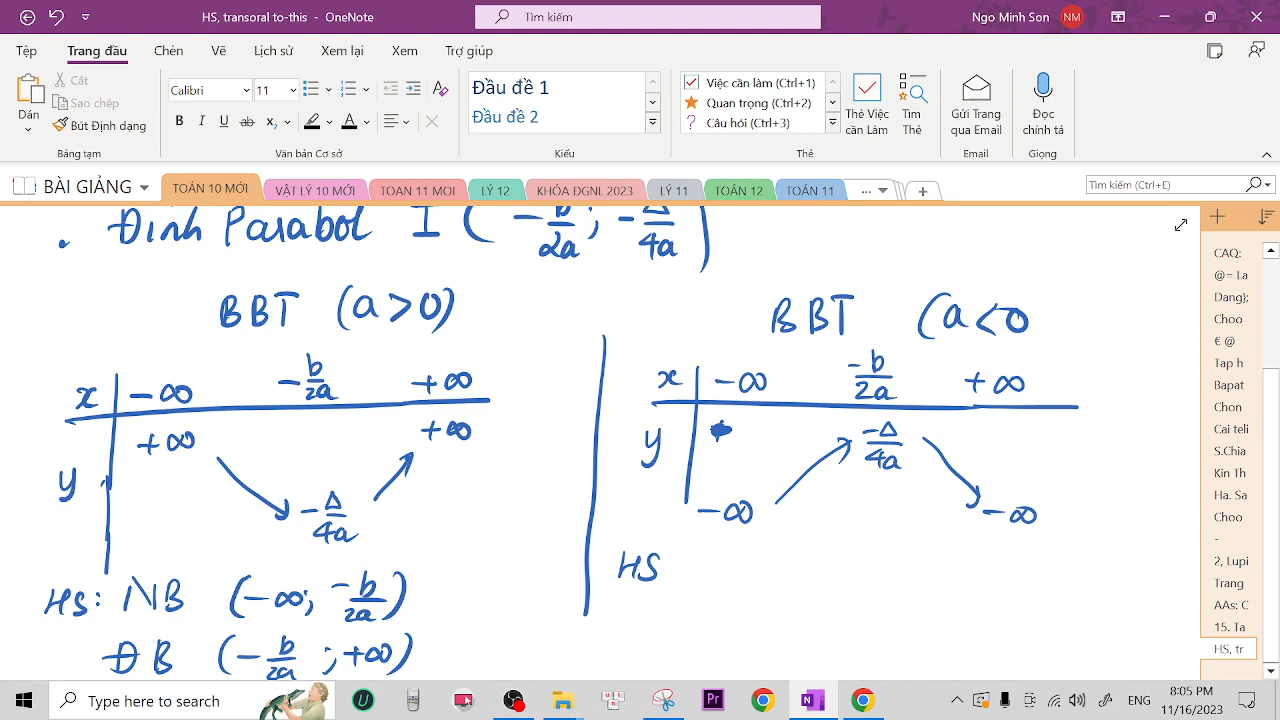 HS, transoral to-this - OneNote
Tìm kiếm
Ngo Minh Son NM
Tệp Trang đầu Chèn Vẽ Lịch sử Xem lại Xem Trợ giúp
Dán
Cắt
Sao chép
Bút Định dạng
Bảng tạm
Calibri 11
B I U ab x₂ A
Văn bản Cơ sở
Đầu đề 1
Đầu đề 2
Kiểu
Việc cần làm (Ctrl+1)
Quan trọng (Ctrl+2)
Câu hỏi (Ctrl+3)
Thẻ Việc cần Làm
Tìm Thẻ
Thẻ
Gửi Trang qua Email
Email
Đọc chính tả
Giọng
BÀI GIẢNG TOÁN 10 MỚI VẬT LÝ 10 MỚI TOAN 11 MOI LÝ 12 KHÓA ĐGNL 2023 LÝ 11 TOÁN 12 TOÁN 11 ... +
Tìm kiếm (Ctrl+E)
. Đỉnh Parabol I (-b/2a; -Δ/4a)
BBT (a>0)
x -∞ -b/2a +∞
y +∞ -Δ/4a +∞
HS: NB (-∞; -b/2a)
ĐB (-b/2a; +∞)
BBT (a<0
x -∞ -b/2a +∞
y -∞ -Δ/4a -∞
HS
CAQ:
@= La
Dang);
Choo
€ @
Tap h
Bapat
Chon
Cai teli
S.Chia
Kin Th
Ha. Sa
Choo
-
2, Lupi
Trang
AAs: C
15. Ta
HS, tr
Type here to search
Pr
N
ENG
8:05 PM
11/16/2023